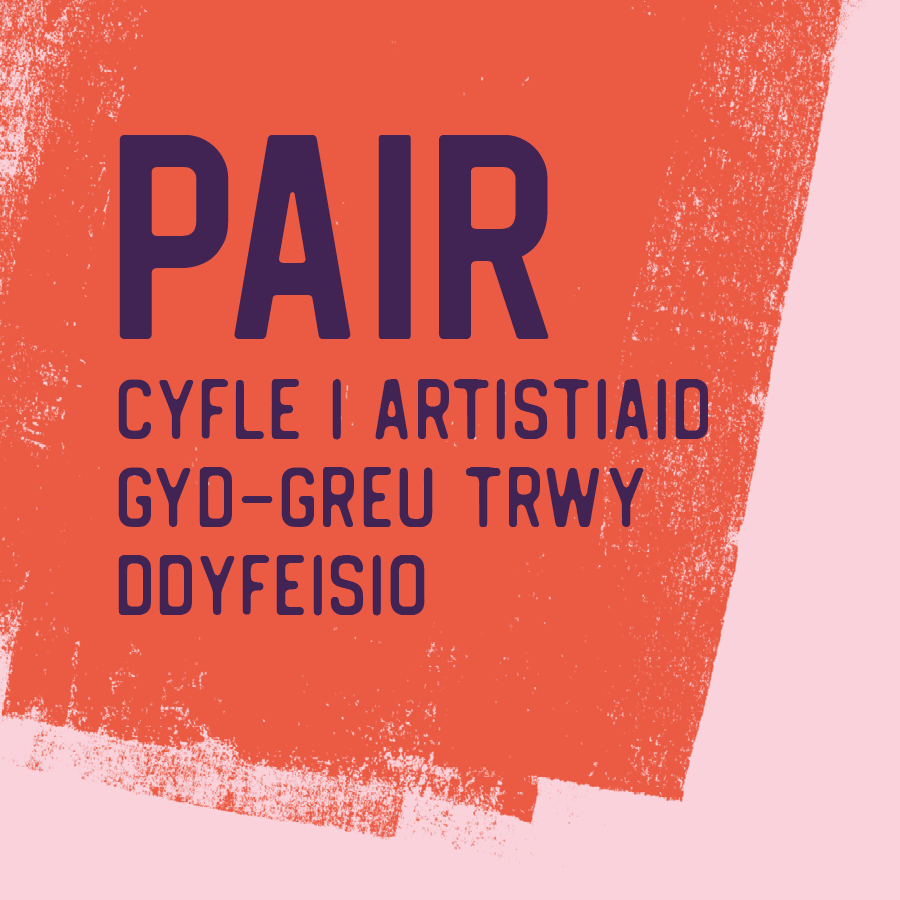 PAIR
CYFLE I ARTISTIAID
GYD-GREU TRWY
DDYFEISIO